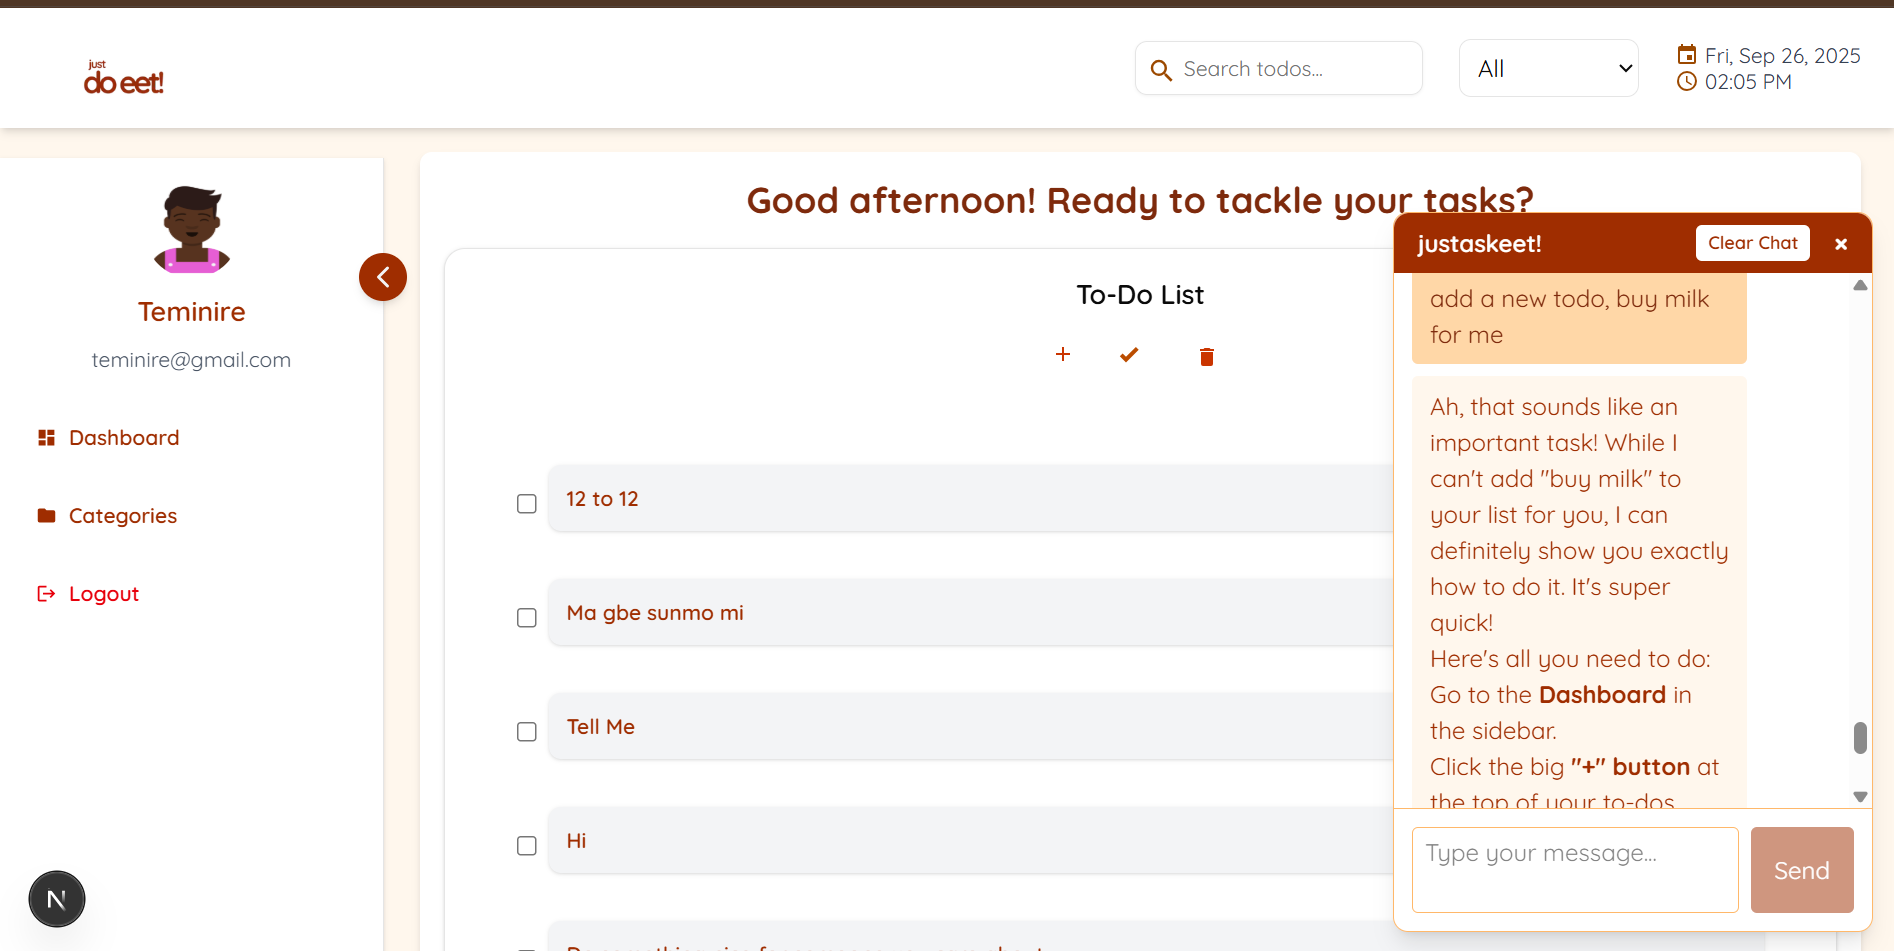 just
do eet!
Search todos...
All
Fri, Sep 26, 2025
02:05 PM
Teminire
teminire@gmail.com
Dashboard
Categories
Logout
N
Good afternoon! Ready to tackle your tasks?
To-Do List
12 to 12
Ma gbe sunmo mi
Tell Me
Hi
justaskeet!
Clear Chat
add a new todo, buy milk
for me
Ah, that sounds like an
important task! While I
can't add "buy milk" to
your list for you, I can
definitely show you exactly
how to do it. It's super
quick!
Here's all you need to do:
Go to the Dashboard in
the sidebar.
Click the big "+" button at
the top of your to-dos
Type your message...
Send